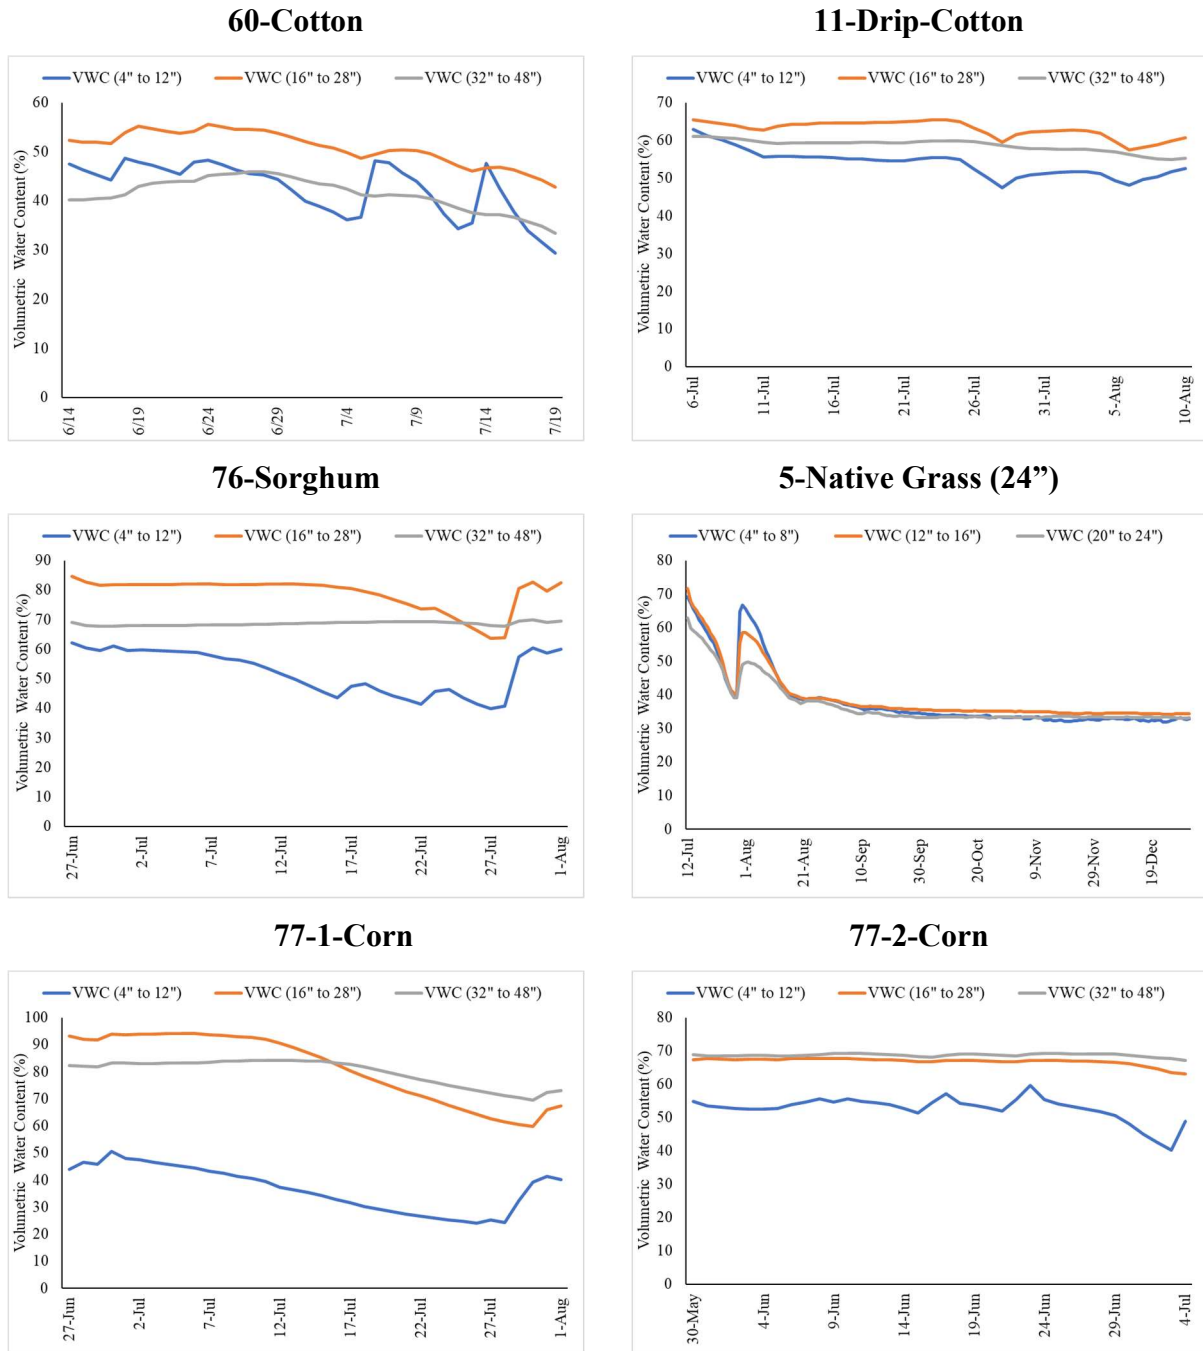 60-Cotton
VWC (4" to 12") VWC (16" to 28") VWC (32" to 48")
Volumetric Water Content (%)
60
50
40
30
20
10
0
6/14 6/19 6/24 6/29 7/4 7/9 7/14 7/19
11-Drip-Cotton
VWC (4" to 12") VWC (16" to 28") VWC (32" to 48")
Volumetric Water Content (%)
70
60
50
40
30
20
10
0
6-Jul 11-Jul 16-Jul 21-Jul 26-Jul 31-Jul 5-Aug 10-Aug
76-Sorghum
VWC (4" to 12") VWC (16" to 28") VWC (32" to 48")
Volumetric Water Content (%)
90
80
70
60
50
40
30
20
10
0
27-Jun 2-Jul 7-Jul 12-Jul 17-Jul 22-Jul 27-Jul 1-Aug
5-Native Grass (24”)
VWC (4" to 8") VWC (12" to 16") VWC (20" to 24")
Volumetric Water Content (%)
80
70
60
50
40
30
20
10
0
12-Jul 1-Aug 21-Aug 10-Sep 30-Sep 20-Oct 9-Nov 29-Nov 19-Dec
77-1-Corn
VWC (4" to 12") VWC (16" to 28") VWC (32" to 48")
Volumetric Water Content (%)
100
90
80
70
60
50
40
30
20
10
0
27-Jun 2-Jul 7-Jul 12-Jul 17-Jul 22-Jul 27-Jul 1-Aug
77-2-Corn
VWC (4" to 12") VWC (16" to 28") VWC (32" to 48")
Volumetric Water Content (%)
80
70
60
50
40
30
20
10
0
30-May 4-Jun 9-Jun 14-Jun 19-Jun 24-Jun 29-Jun 4-Jul